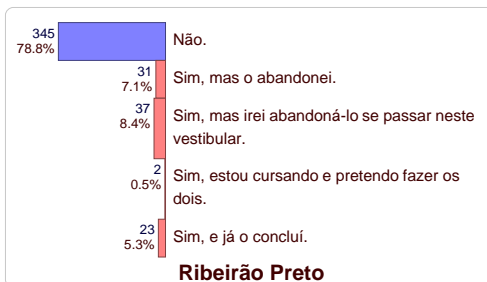 345
78.8%
Não.
31
7.1%
Sim, mas o abandonei.
37
8.4%
Sim, mas irei abandoná-lo se passar neste
vestibular.
2
0.5%
Sim, estou cursando e pretendo fazer os
dois.
23
5.3%
Sim, e já o concluí.
Ribeirão Preto